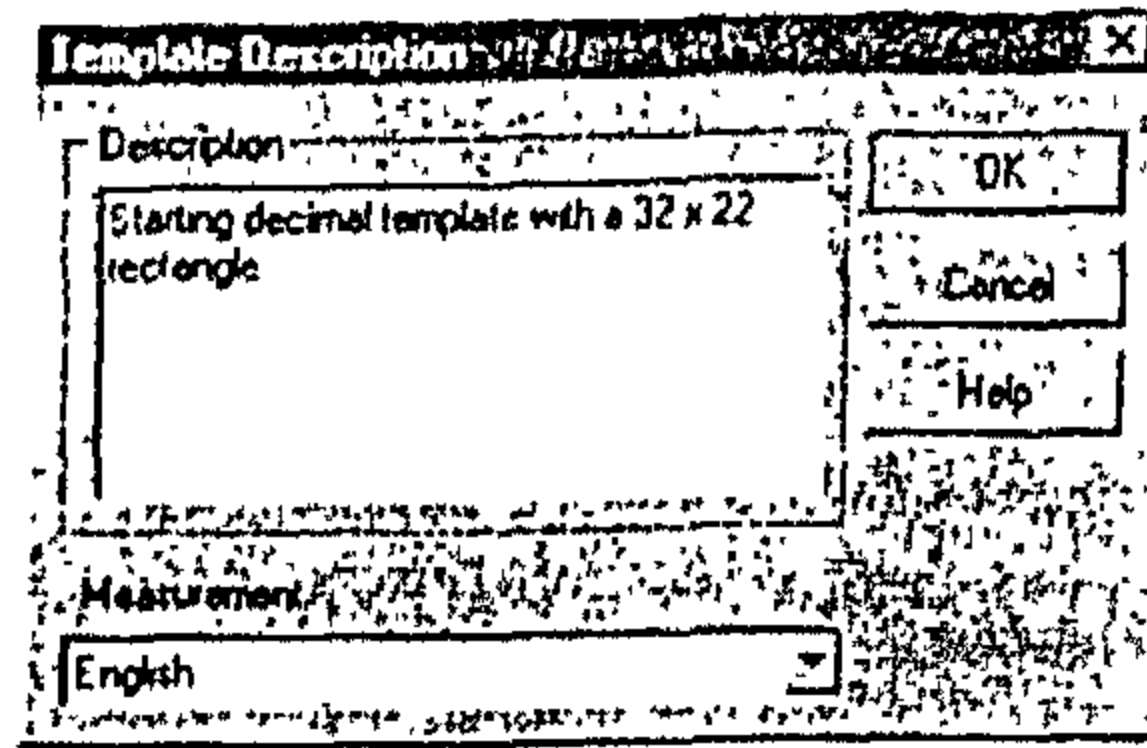 Template Description
Description
Starting decimal template with a 32 x 22
rectangle
OK
Cancel
Help
Measurement
English